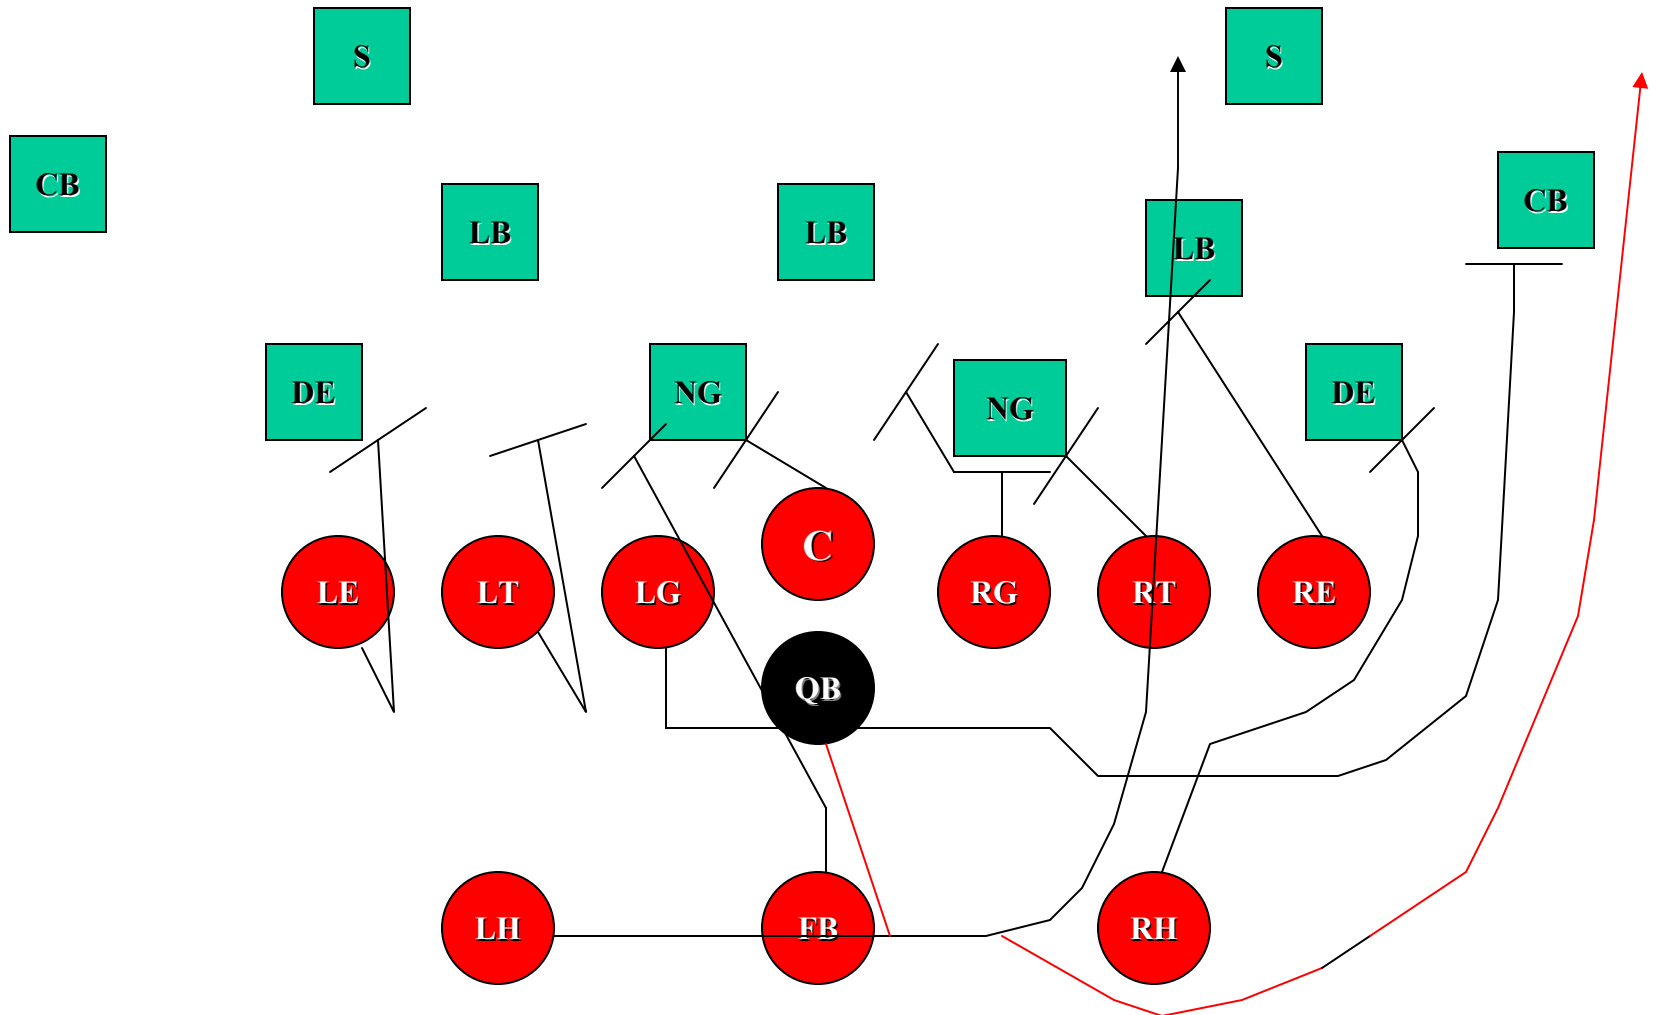 S
S
CB
CB
LB
LB
LB
DE
NG
NG
DE
C
LE
LT
LG
RG
RT
RE
QB
LH
FB
RH